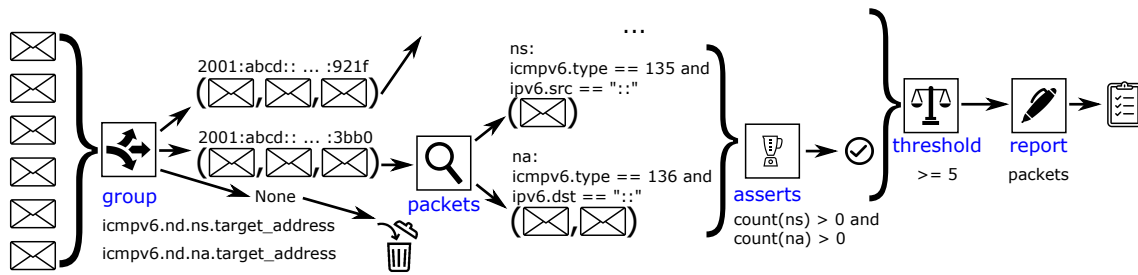 2001:abcd:: ... :921f
( , , )
2001:abcd:: ... :3bb0
( , , )
None
group
icmpv6.nd.ns.target_address
icmpv6.nd.na.target_address
packets
...
ns:
icmpv6.type == 135 and
ipv6.src == "::"
( )
na:
icmpv6.type == 136 and
ipv6.dst == "::"
( , )
asserts
count(ns) > 0 and
count(na) > 0
threshold
>= 5
report
packets